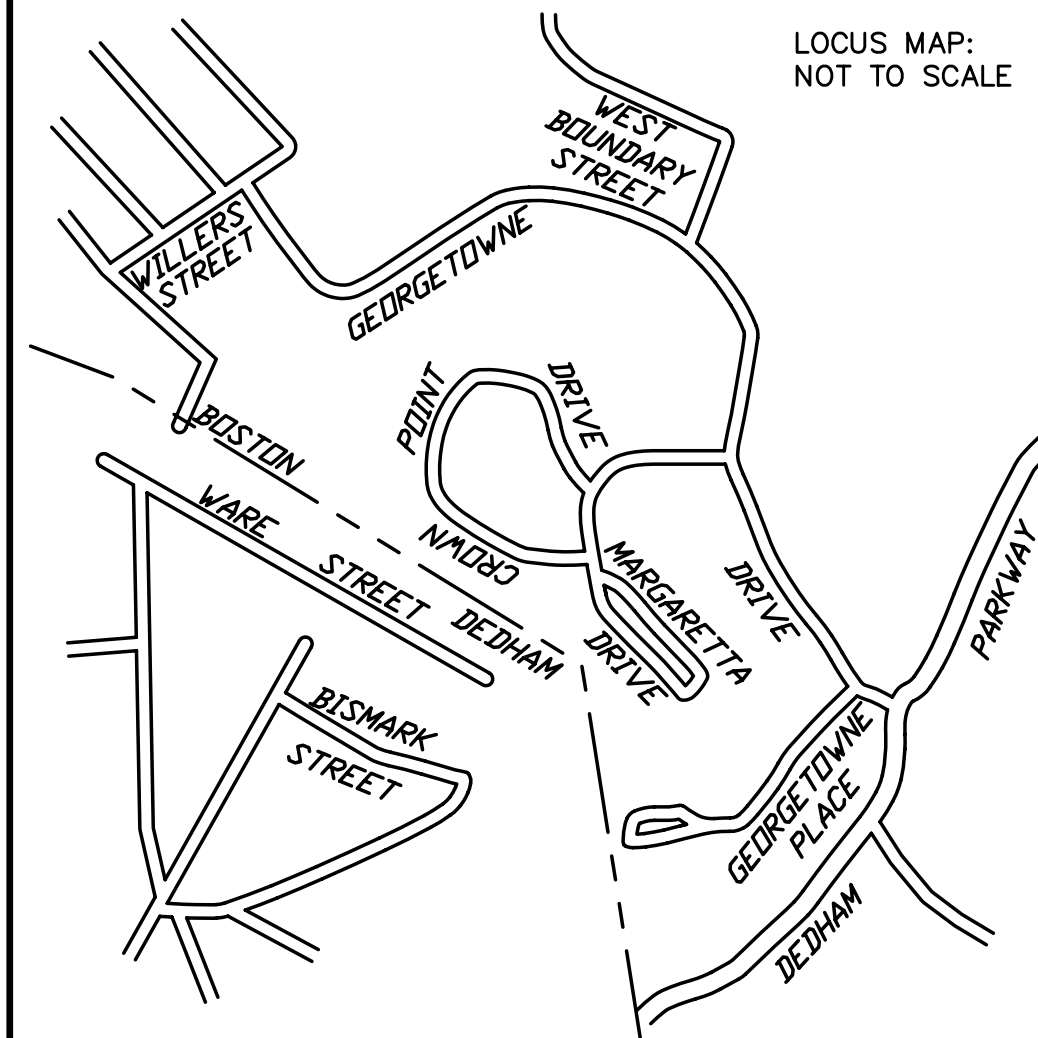 LOCUS MAP:
NOT TO SCALE
WEST
BOUNDARY
STREET
WILLERS
STREET
GEORGETOWNE
DRIVE
POINT
CROWN
DRIVE
BOSTON
DEDHAM
WARE
STREET
MARGARETTA
DRIVE
PARKWAY
DEDHAM
BISMARK
STREET
GEORGETOWNE
PLACE